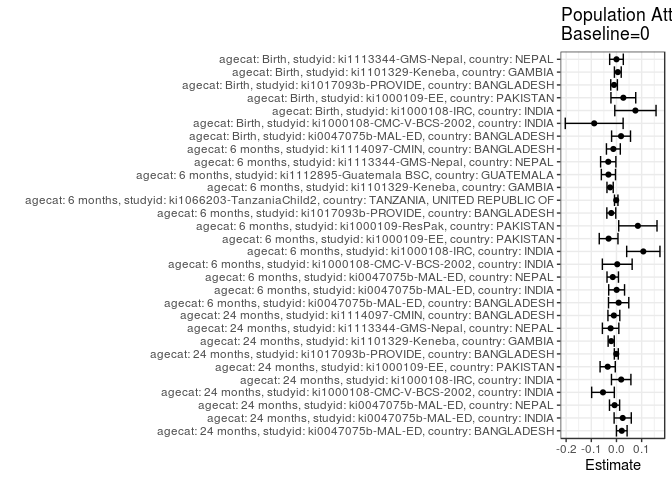 Population Att
Baseline=0
agecat: Birth, studyid: ki1113344-GMS-Nepal, country: NEPAL
agecat: Birth, studyid: ki1101329-Keneba, country: GAMBIA
agecat: Birth, studyid: ki1017093b-PROVIDE, country: BANGLADESH
agecat: Birth, studyid: ki1000109-EE, country: PAKISTAN
agecat: Birth, studyid: ki1000108-IRC, country: INDIA
agecat: Birth, studyid: ki1000108-CMC-V-BCS-2002, country: INDIA
agecat: Birth, studyid: ki0047075b-MAL-ED, country: BANGLADESH
agecat: 6 months, studyid: ki1114097-CMIN, country: BANGLADESH
agecat: 6 months, studyid: ki1113344-GMS-Nepal, country: NEPAL
agecat: 6 months, studyid: ki1112895-Guatemala BSC, country: GUATEMALA
agecat: 6 months, studyid: ki1101329-Keneba, country: GAMBIA
agecat: 6 months, studyid: ki1066203-TanzaniaChild2, country: TANZANIA, UNITED REPUBLIC OF
agecat: 6 months, studyid: ki1017093b-PROVIDE, country: BANGLADESH
agecat: 6 months, studyid: ki1000109-ResPak, country: PAKISTAN
agecat: 6 months, studyid: ki1000109-EE, country: PAKISTAN
agecat: 6 months, studyid: ki1000108-IRC, country: INDIA
agecat: 6 months, studyid: ki1000108-CMC-V-BCS-2002, country: INDIA
agecat: 6 months, studyid: ki0047075b-MAL-ED, country: NEPAL
agecat: 6 months, studyid: ki0047075b-MAL-ED, country: INDIA
agecat: 6 months, studyid: ki0047075b-MAL-ED, country: BANGLADESH
agecat: 24 months, studyid: ki1114097-CMIN, country: BANGLADESH
agecat: 24 months, studyid: ki1113344-GMS-Nepal, country: NEPAL
agecat: 24 months, studyid: ki1101329-Keneba, country: GAMBIA
agecat: 24 months, studyid: ki1017093b-PROVIDE, country: BANGLADESH
agecat: 24 months, studyid: ki1000109-EE, country: PAKISTAN
agecat: 24 months, studyid: ki1000108-IRC, country: INDIA
agecat: 24 months, studyid: ki1000108-CMC-V-BCS-2002, country: INDIA
agecat: 24 months, studyid: ki0047075b-MAL-ED, country: NEPAL
agecat: 24 months, studyid: ki0047075b-MAL-ED, country: INDIA
agecat: 24 months, studyid: ki0047075b-MAL-ED, country: BANGLADESH
-0.2 -0.1 0.0 0.1
Estimate